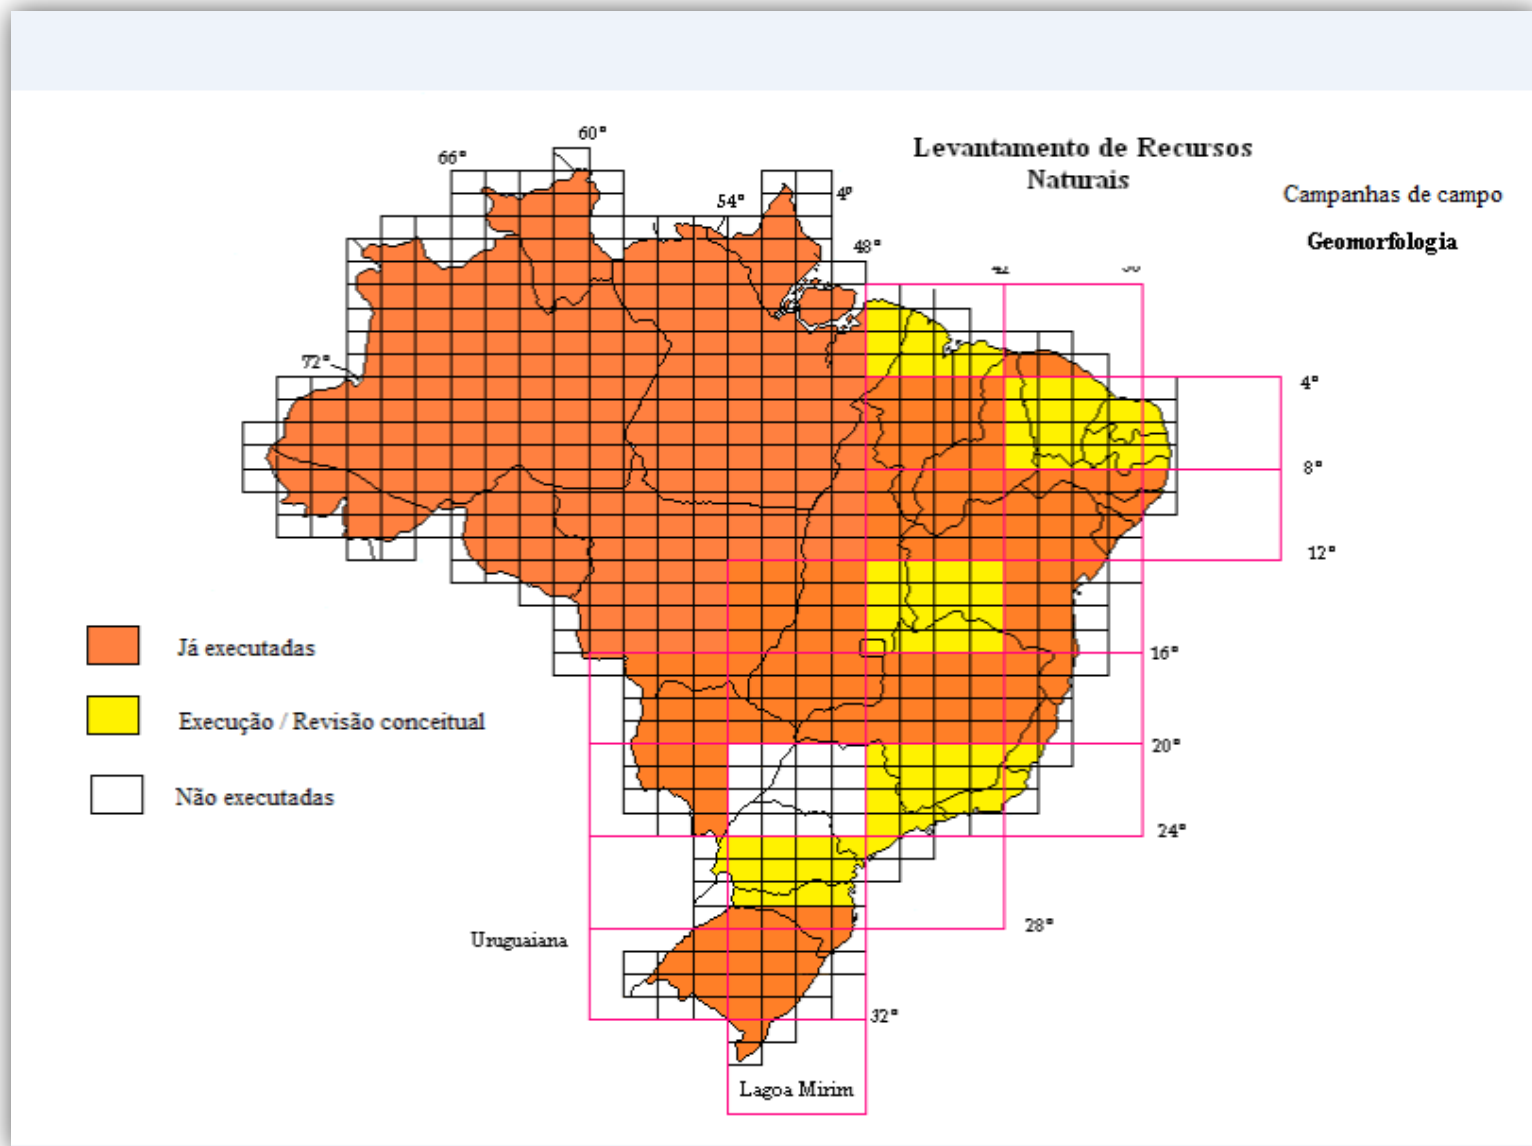 Levantamento de Recursos
Naturais
Campanhas de campo
Geomorfologia
60°
66°
54°
4°
48°
72°
4°
8°
12°
16°
20°
24°
28°
32°
Já executadas
Execução / Revisão conceitual
Não executadas
Uruguaiana
Lagoa Mirim